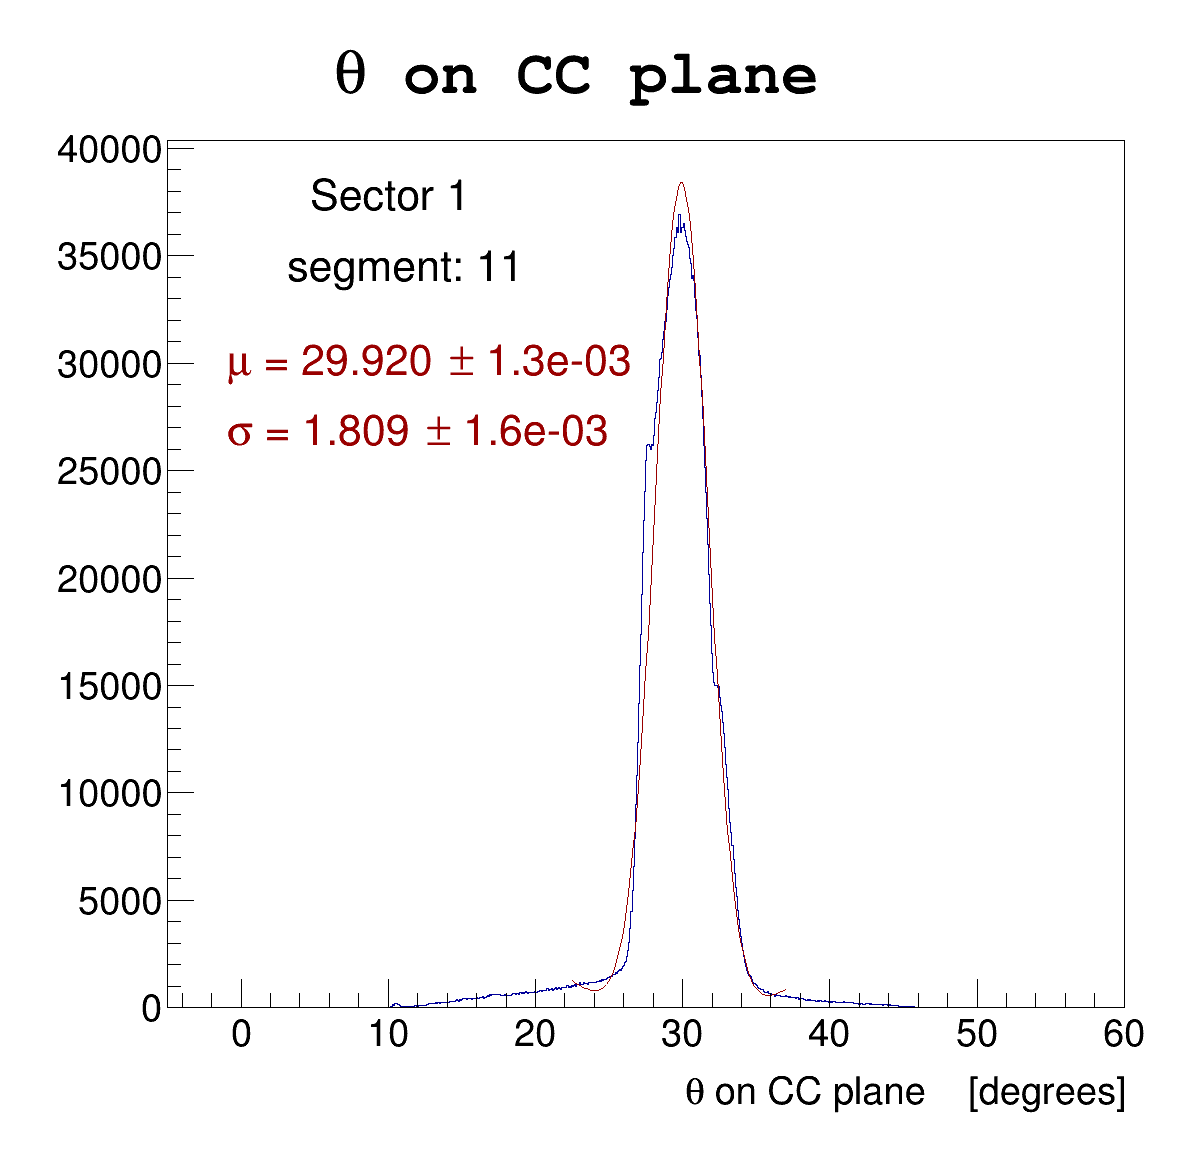 θ on CC plane
40000
Sector 1
35000
segment: 11
30000
μ = 29.920 ± 1.3e-03
σ = 1.809 ± 1.6e-03
25000
20000
15000
10000
5000
0
0 10 20 30 40 50 60
θ on CC plane [degrees]